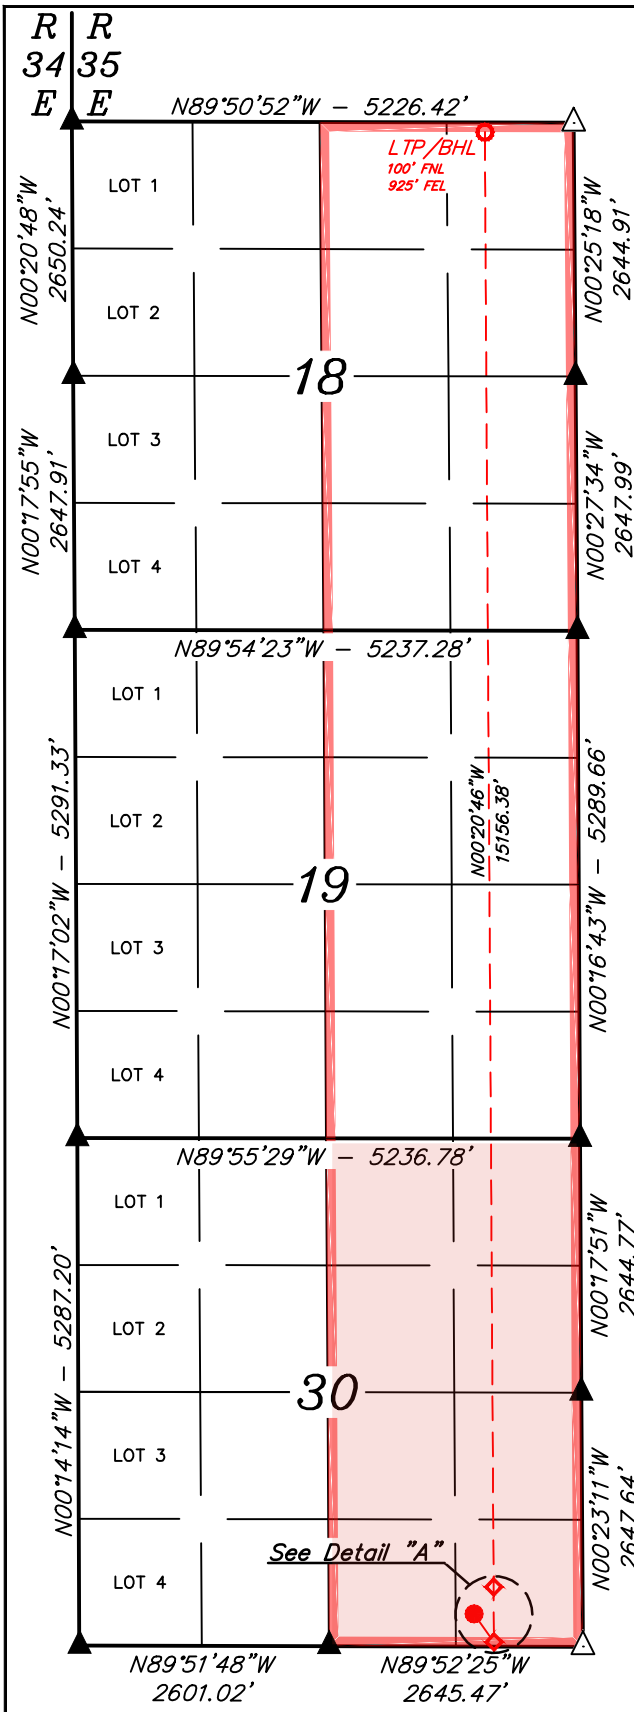 R R
34 35
E E
N89°50'52"W – 5226.42'
LTP/BHL
100' FNL
925' FEL
LOT 1
N00°20'48"W
2650.24'
N00°25'18"W
2644.91'
LOT 2
18
LOT 3
N00°17'55"W
2647.91'
N00°27'34"W
2647.99'
LOT 4
N89°54'23"W – 5237.28'
LOT 1
N00°17'02"W – 5291.33'
N00°20'46"W
15156.38'
N00°16'43"W – 5289.66'
LOT 2
19
LOT 3
LOT 4
N89°55'29"W – 5236.78'
LOT 1
N00°14'14"W – 5287.20'
N00°17'51"W
2644.77'
LOT 2
30
LOT 3
N00°23'11"W
2647.64'
See Detail "A"
LOT 4
N89°51'48"W
2601.02'
N89°52'25"W
2645.47'